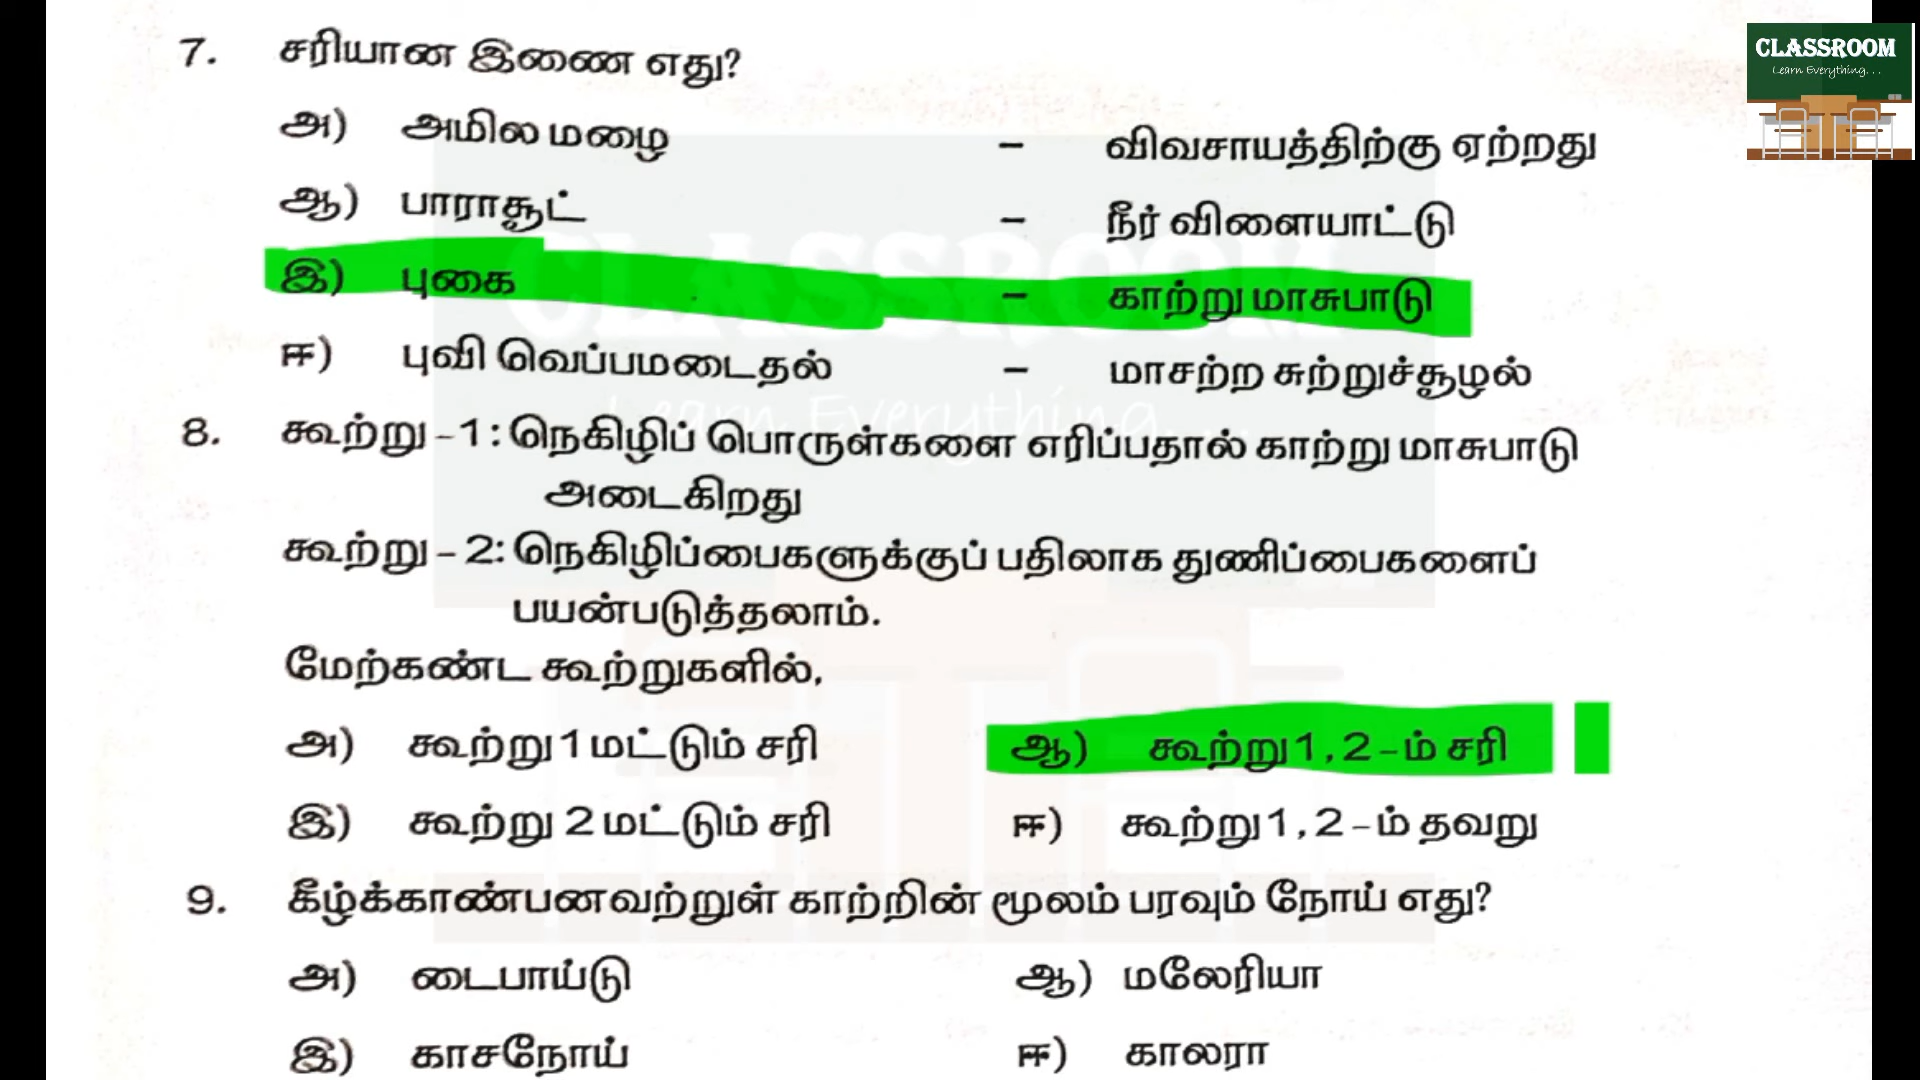 CLASSROOM
Learn Everything...
7. சரியான இணை எது?
அ) அமில மழை – விவசாயத்திற்கு ஏற்றது
ஆ) பாராசூட் – நீர் விளையாட்டு
இ) புகை – காற்று மாசுபாடு
ஈ) புவி வெப்பமடைதல் – மாசற்ற சுற்றுச்சூழல்
8. கூற்று – 1 : நெகிழிப் பொருள்களை எரிப்பதால் காற்று மாசுபாடு
அடைகிறது
கூற்று – 2: நெகிழிப்பைகளுக்குப் பதிலாக துணிப்பைகளைப்
பயன்படுத்தலாம்.
மேற்கண்ட கூற்றுகளில்,
அ) கூற்று 1 மட்டும் சரி ஆ) கூற்று 1 , 2 – ம் சரி
இ) கூற்று 2 மட்டும் சரி ஈ) கூற்று 1 , 2 – ம் தவறு
9. கீழ்க்காண்பனவற்றுள் காற்றின் மூலம் பரவும் நோய் எது?
அ) டைபாய்டு ஆ) மலேரியா
இ) காசநோய் ஈ) காலரா